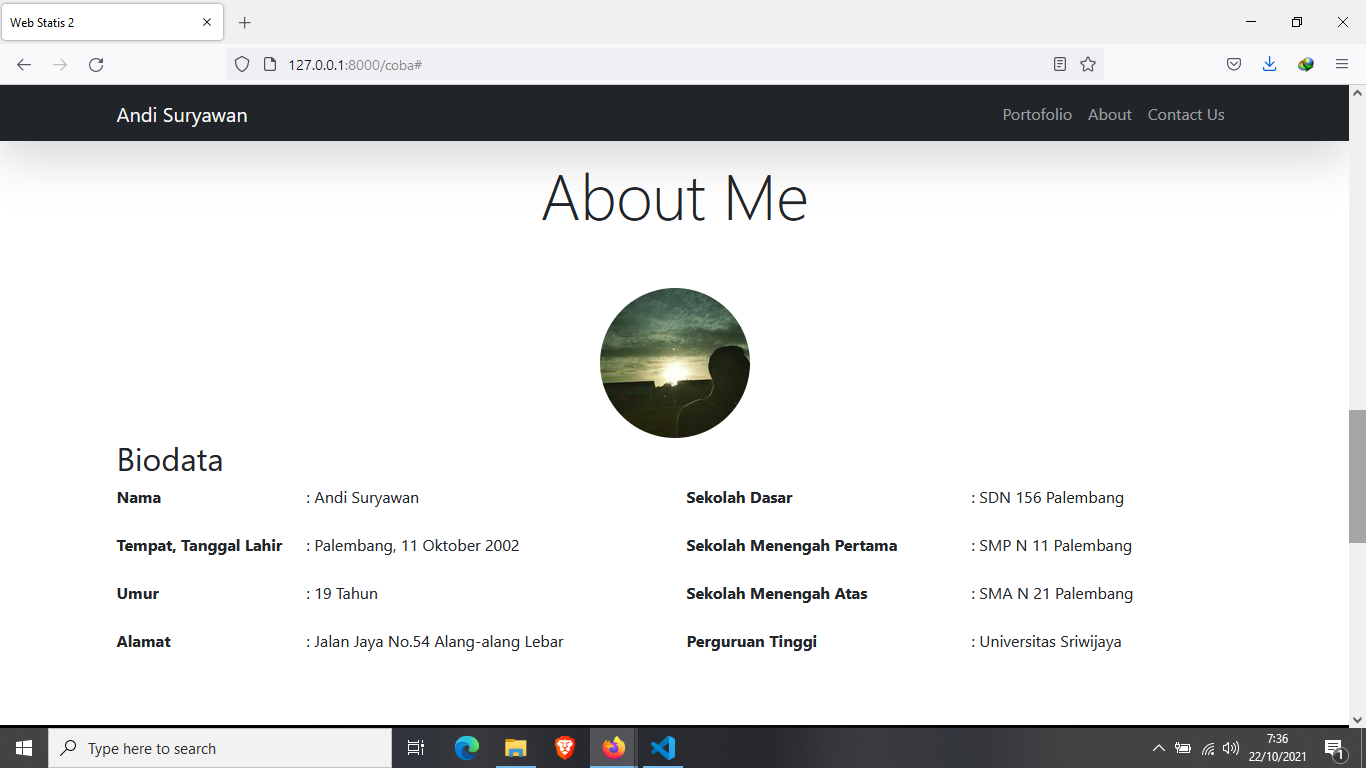 Web Statis 2
127.0.0.1:8000/coba#
Andi Suryawan
Portofolio About Contact Us
About Me
Biodata
Nama : Andi Suryawan Sekolah Dasar : SDN 156 Palembang
Tempat, Tanggal Lahir : Palembang, 11 Oktober 2002 Sekolah Menengah Pertama : SMP N 11 Palembang
Umur : 19 Tahun Sekolah Menengah Atas : SMA N 21 Palembang
Alamat : Jalan Jaya No.54 Alang-alang Lebar Perguruan Tinggi : Universitas Sriwijaya
Type here to search
7:36
22/10/2021
1